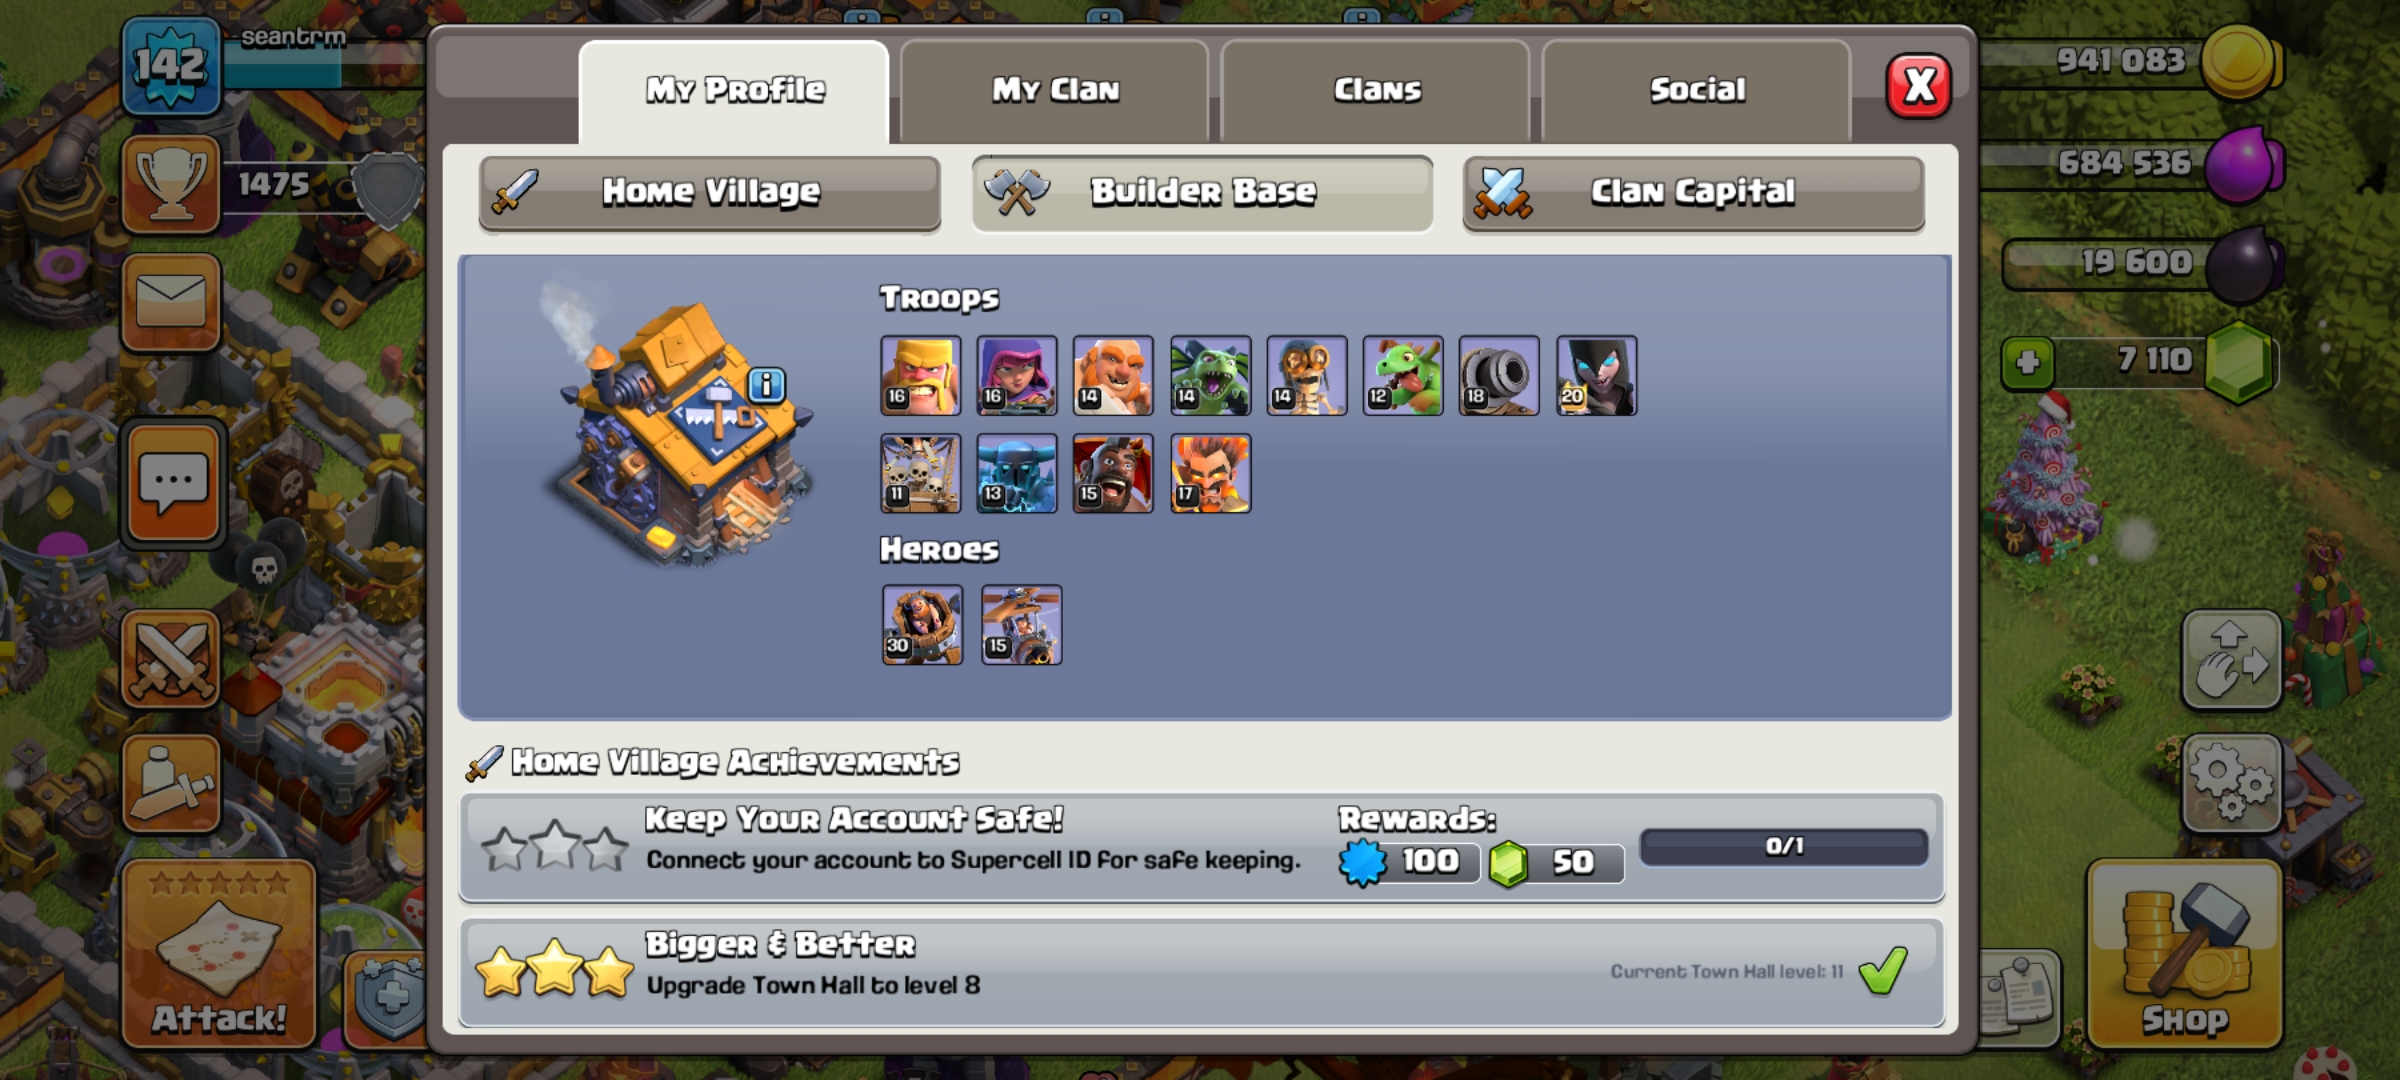 142
seantrm
My Profile
My Clan
Clans
Social
X
941 083
1475
Home Village
Builder Base
Clan Capital
684 536
19 600
7 110
Troops
16 16 14 14 14 12 18 20
11 13 15 17
Heroes
30 15
Home Village Achievements
Keep Your Account Safe!
Connect your account to Supercell ID for safe keeping.
Rewards:
100
50
0/1
Bigger & Better
Upgrade Town Hall to level 8
Current Town Hall level: 11
Attack!
Shop